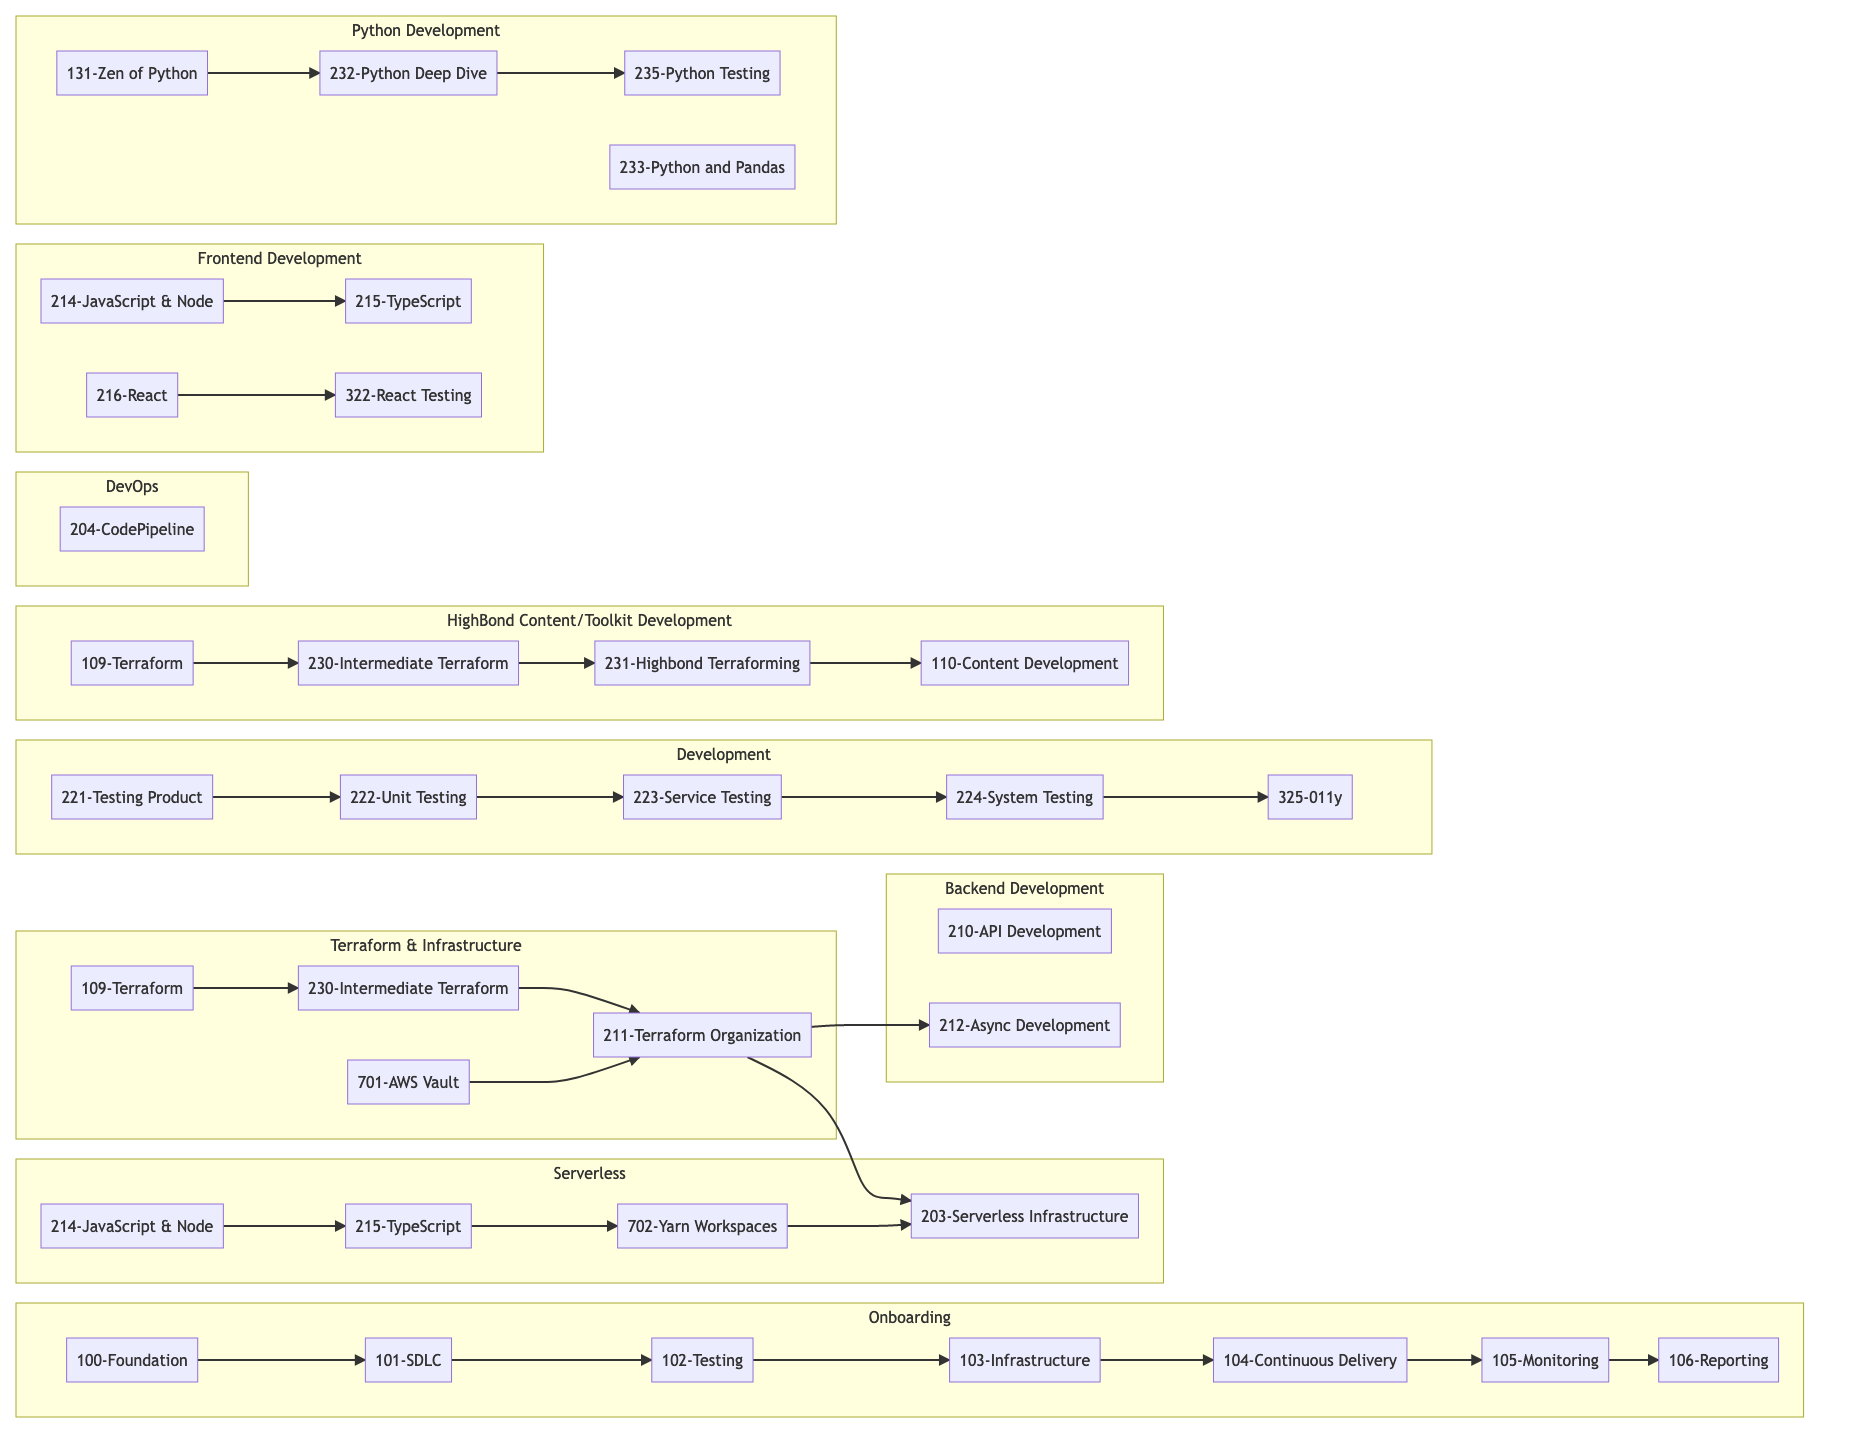 Python Development
131-Zen of Python
232-Python Deep Dive
235-Python Testing
233-Python and Pandas
Frontend Development
214-JavaScript & Node
215-TypeScript
216-React
322-React Testing
DevOps
204-CodePipeline
HighBond Content/Toolkit Development
109-Terraform
230-Intermediate Terraform
231-Highbond Terraforming
110-Content Development
Development
221-Testing Product
222-Unit Testing
223-Service Testing
224-System Testing
325-011y
Backend Development
210-API Development
212-Async Development
Terraform & Infrastructure
109-Terraform
230-Intermediate Terraform
211-Terraform Organization
701-AWS Vault
Serverless
214-JavaScript & Node
215-TypeScript
702-Yarn Workspaces
203-Serverless Infrastructure
Onboarding
100-Foundation
101-SDLC
102-Testing
103-Infrastructure
104-Continuous Delivery
105-Monitoring
106-Reporting